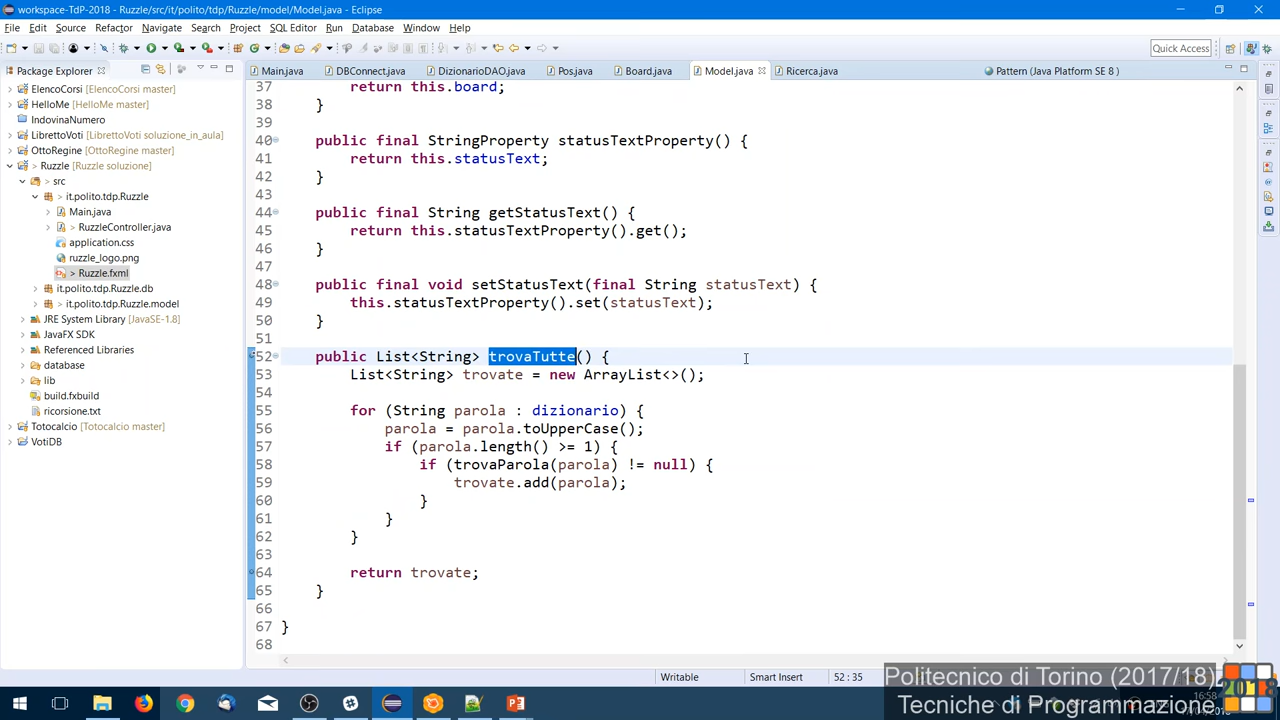 workspace-TdP-2018 - Ruzzle/src/it/polito/tdp/Ruzzle/model/Model.java - Eclipse
File Edit Source Refactor Navigate Search Project SQL Editor Run Database Window Help
Quick Access
Package Explorer
Main.java DBConnect.java DizionarioDAO.java Pos.java Board.java Model.java Ricerca.java Pattern (Java Platform SE 8 )
ElencoCorsi [ElencoCorsi master]
HelloMe [HelloMe master]
IndovinaNumero
LibrettoVoti [LibrettoVoti soluzione_in_aula]
OttoRegine [OttoRegine master]
> Ruzzle [Ruzzle soluzione]
> src
> it.polito.tdp.Ruzzle
Main.java
> RuzzleController.java
application.css
ruzzle_logo.png
> Ruzzle.fxml
it.polito.tdp.Ruzzle.db
> it.polito.tdp.Ruzzle.model
JRE System Library [JavaSE-1.8]
JavaFX SDK
Referenced Libraries
database
lib
build.fxbuild
ricorsione.txt
Totocalcio [Totocalcio master]
VotiDB
37 return this.board;
38 }
39
40 public final StringProperty statusTextProperty() {
41 return this.statusText;
42 }
43
44 public final String getStatusText() {
45 return this.statusTextProperty().get();
46 }
47
48 public final void setStatusText(final String statusText) {
49 this.statusTextProperty().set(statusText);
50 }
51
52 public List<String> trovaTutte() {
53 List<String> trovate = new ArrayList<>();
54
55 for (String parola : dizionario) {
56 parola = parola.toUpperCase();
57 if (parola.length() >= 1) {
58 if (trovaParola(parola) != null) {
59 trovate.add(parola);
60 }
61 }
62 }
63
64 return trovate;
65 }
66
67 }
68
Writable Smart Insert 52 : 35
Politecnico di Torino (2017/18)
Tecniche di Programmazione
2018
16:58